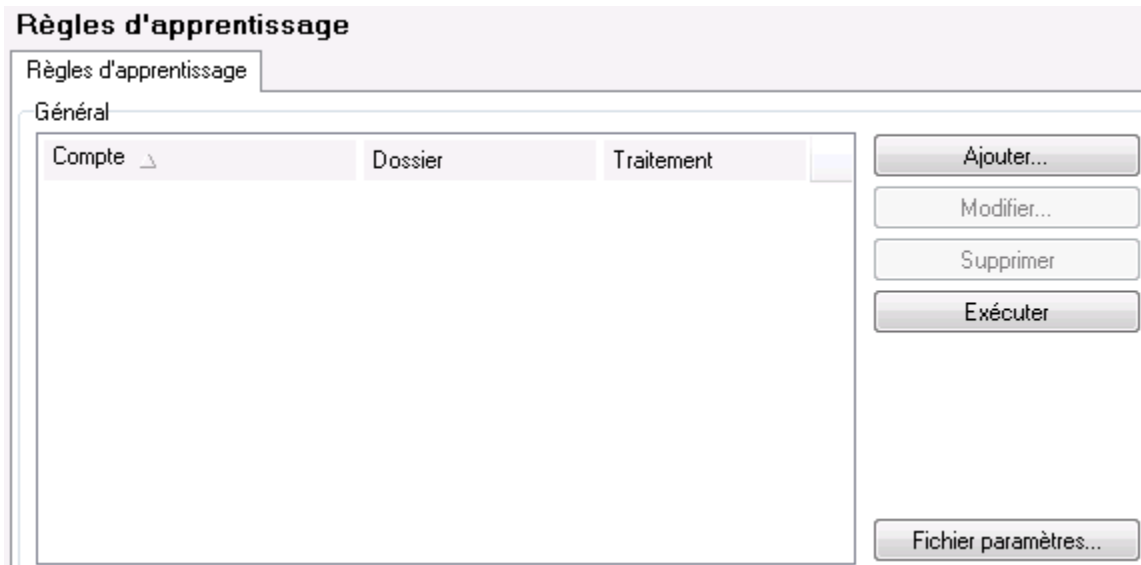 Règles d'apprentissage
Règles d'apprentissage
Général
Compte Dossier Traitement
Ajouter...
Modifier...
Supprimer
Exécuter
Fichier paramètres...